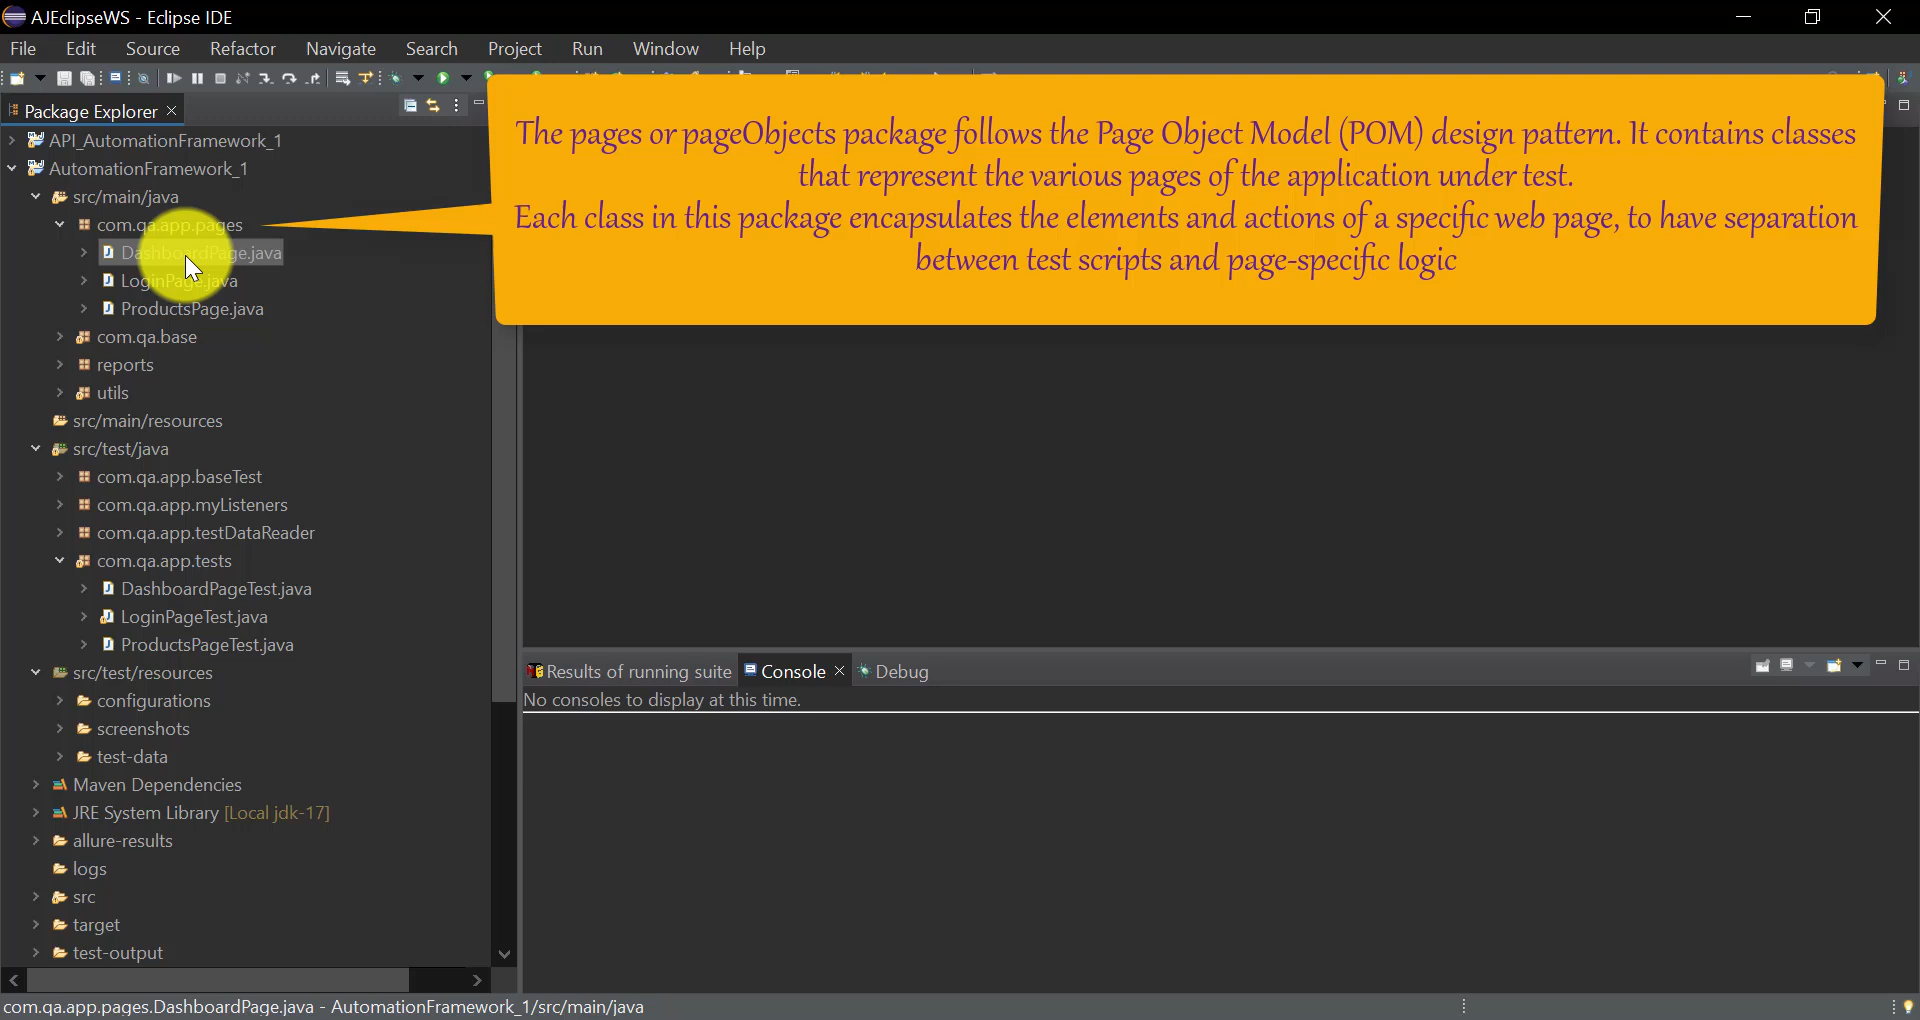 AJEclipseWS - Eclipse IDE
File Edit Source Refactor Navigate Search Project Run Window Help
Package Explorer
API_AutomationFramework_1
AutomationFramework_1
src/main/java
com.qa.app.pages
DashboardPage.java
LoginPage.java
ProductsPage.java
com.qa.base
reports
utils
src/main/resources
src/test/java
com.qa.app.baseTest
com.qa.app.myListeners
com.qa.app.testDataReader
com.qa.app.tests
DashboardPageTest.java
LoginPageTest.java
ProductsPageTest.java
src/test/resources
configurations
screenshots
test-data
Maven Dependencies
JRE System Library [Local jdk-17]
allure-results
logs
src
target
test-output
The pages or pageObjects package follows the Page Object Model (POM) design pattern. It contains classes
that represent the various pages of the application under test.
Each class in this package encapsulates the elements and actions of a specific web page, to have separation
between test scripts and page-specific logic
Results of running suite Console Debug
No consoles to display at this time.
com.qa.app.pages.DashboardPage.java - AutomationFramework_1/src/main/java